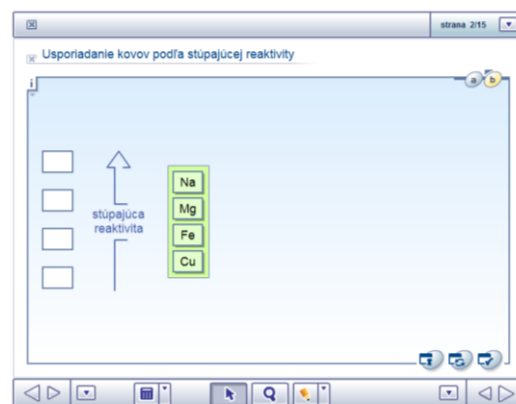 strana 2/15
Usporiadanie kovov podľa stúpajúcej reaktivity
i
a b
stúpajúca
reaktivita
Na
Mg
Fe
Cu